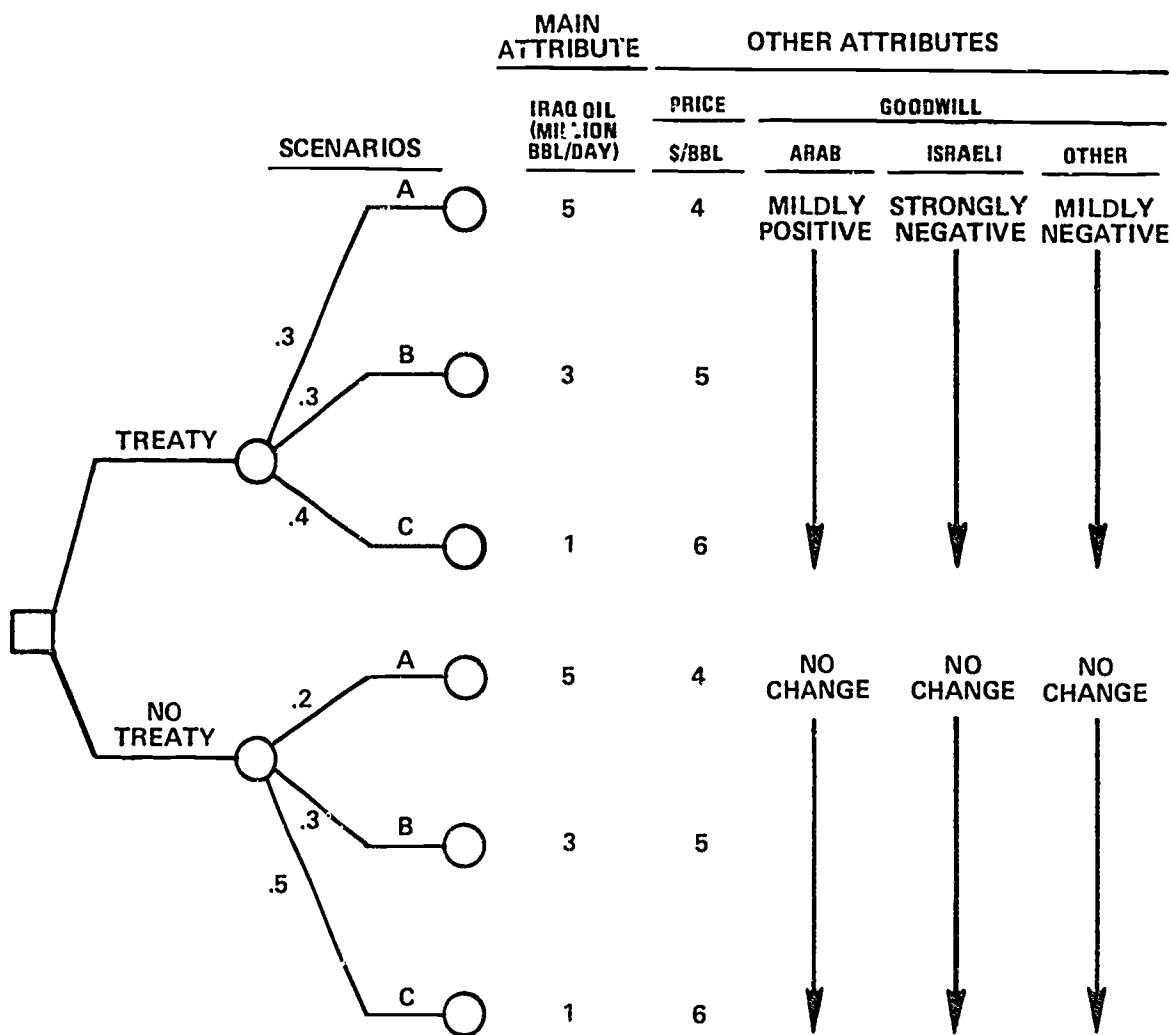 MAIN ATTRIBUTE
OTHER ATTRIBUTES
IRAQ OIL (MILLION BBL/DAY)
PRICE
GOODWILL
SCENARIOS
$/BBL
ARAB
ISRAELI
OTHER
A
5
4
MILDLY POSITIVE
STRONGLY NEGATIVE
MILDLY NEGATIVE
.3
B
3
5
.3
TREATY
.4
C
1
6
A
5
4
NO CHANGE
NO CHANGE
NO CHANGE
.2
NO TREATY
.3
B
3
5
.5
C
1
6